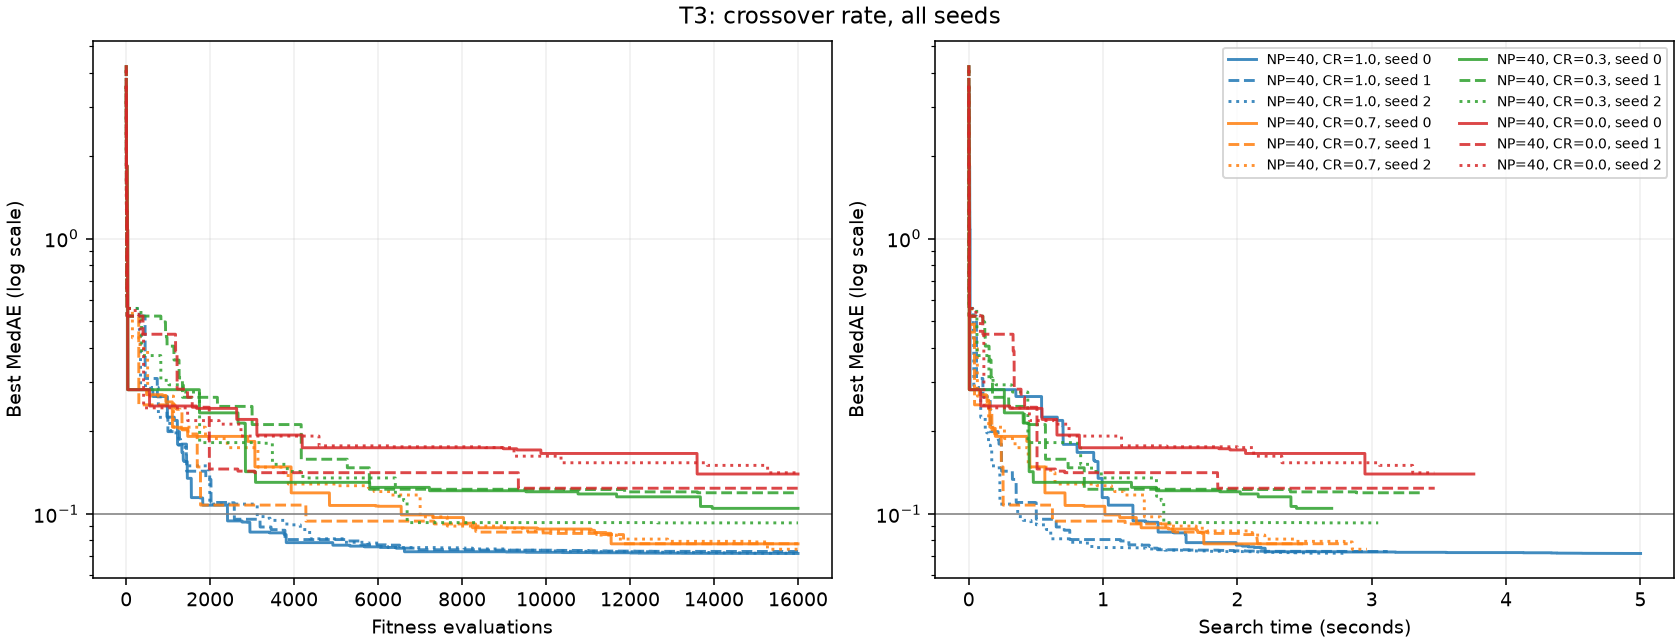 T3: crossover rate, all seeds
Best MedAE (log scale)
10^0
10^-1
0 2000 4000 6000 8000 10000 12000 14000 16000
Fitness evaluations
Best MedAE (log scale)
10^0
10^-1
NP=40, CR=1.0, seed 0
NP=40, CR=1.0, seed 1
NP=40, CR=1.0, seed 2
NP=40, CR=0.7, seed 0
NP=40, CR=0.7, seed 1
NP=40, CR=0.7, seed 2
NP=40, CR=0.3, seed 0
NP=40, CR=0.3, seed 1
NP=40, CR=0.3, seed 2
NP=40, CR=0.0, seed 0
NP=40, CR=0.0, seed 1
NP=40, CR=0.0, seed 2
0 1 2 3 4 5
Search time (seconds)